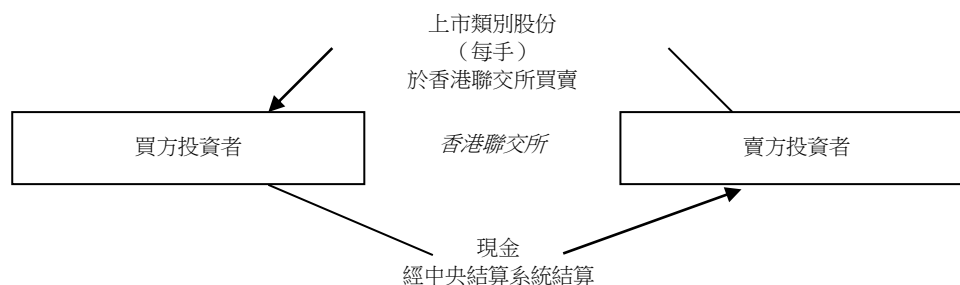 上市類別股份
（每手）
於香港聯交所買賣
買方投資者
香港聯交所
賣方投資者
現金
經中央結算系統結算